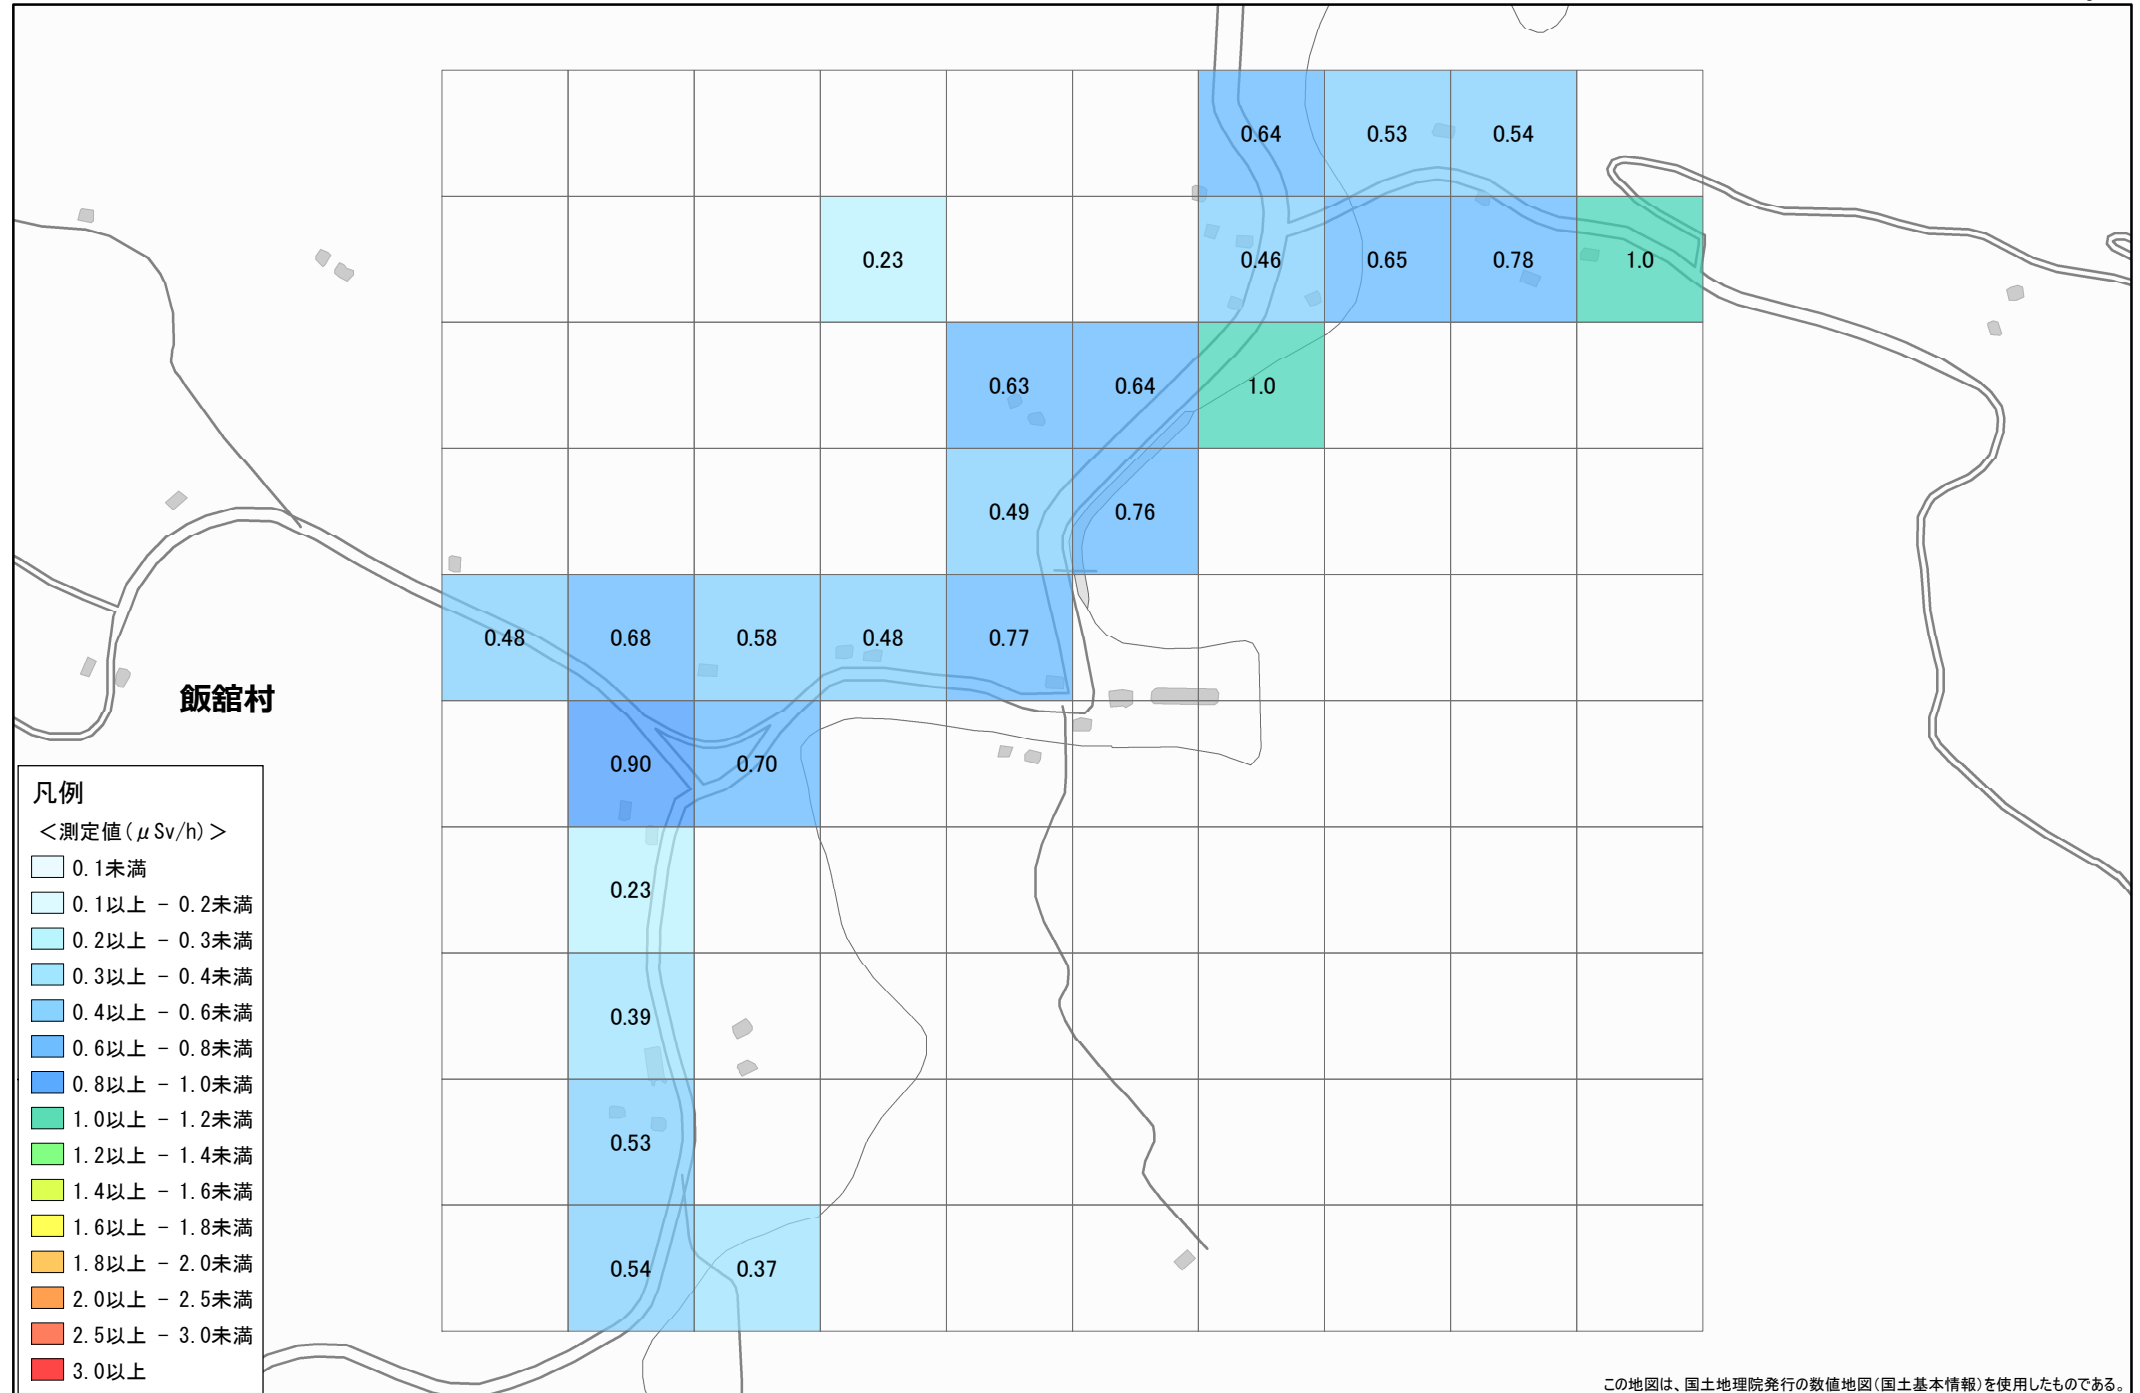 0.64 0.53 0.54
0.23 0.46 0.65 0.78 1.0
0.63 0.64 1.0
0.49 0.76
0.48 0.68 0.58 0.48 0.77
飯舘村
0.90 0.70
0.23
0.39
0.53
0.54 0.37
凡例
＜測定値(μSv/h)＞
0.1未満
0.1以上 － 0.2未満
0.2以上 － 0.3未満
0.3以上 － 0.4未満
0.4以上 － 0.6未満
0.6以上 － 0.8未満
0.8以上 － 1.0未満
1.0以上 － 1.2未満
1.2以上 － 1.4未満
1.4以上 － 1.6未満
1.6以上 － 1.8未満
1.8以上 － 2.0未満
2.0以上 － 2.5未満
2.5以上 － 3.0未満
3.0以上
この地図は、国土地理院発行の数値地図(国土基本情報)を使用したものである。